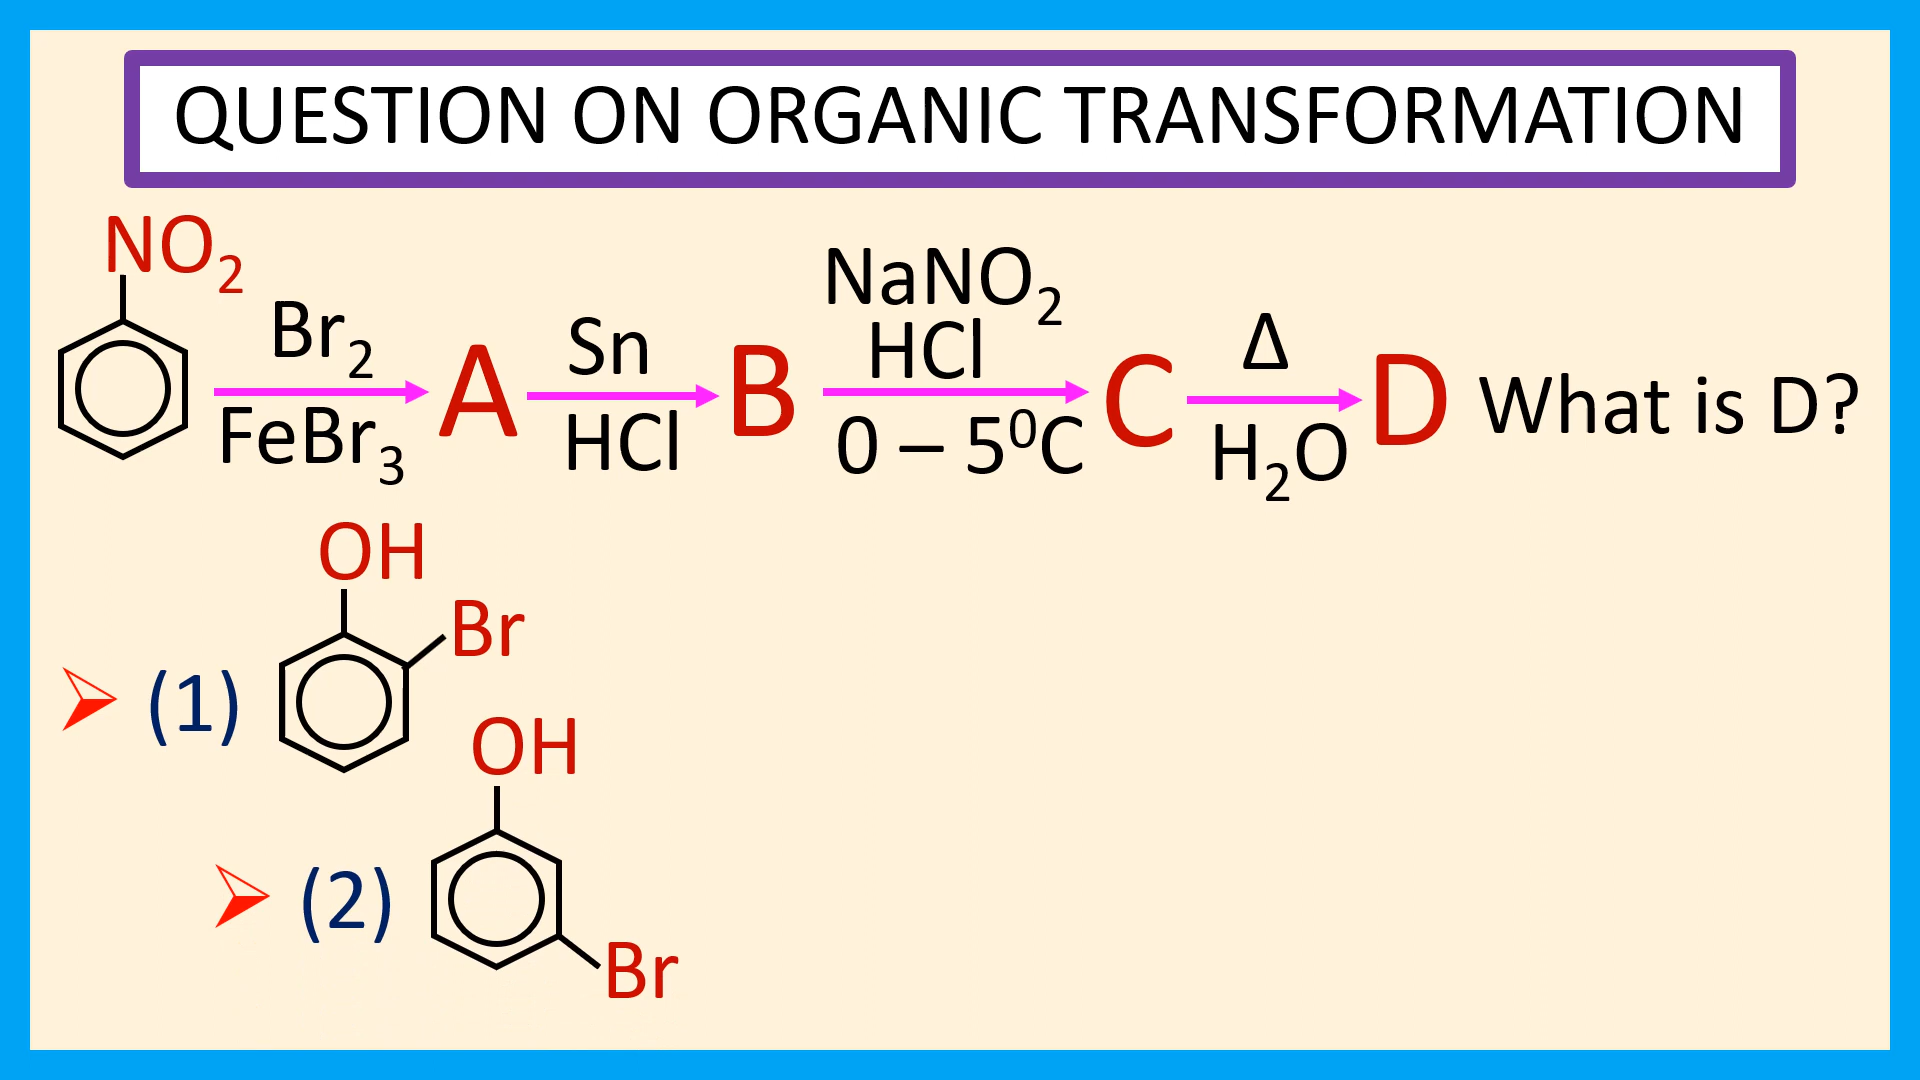 QUESTION ON ORGANIC TRANSFORMATION
NO₂
Br₂
FeBr₃
A
Sn
HCl
B
NaNO₂
HCl
0 – 5⁰C
C
Δ
H₂O
D
What is D?
(1)
OH
Br
(2)
OH
Br